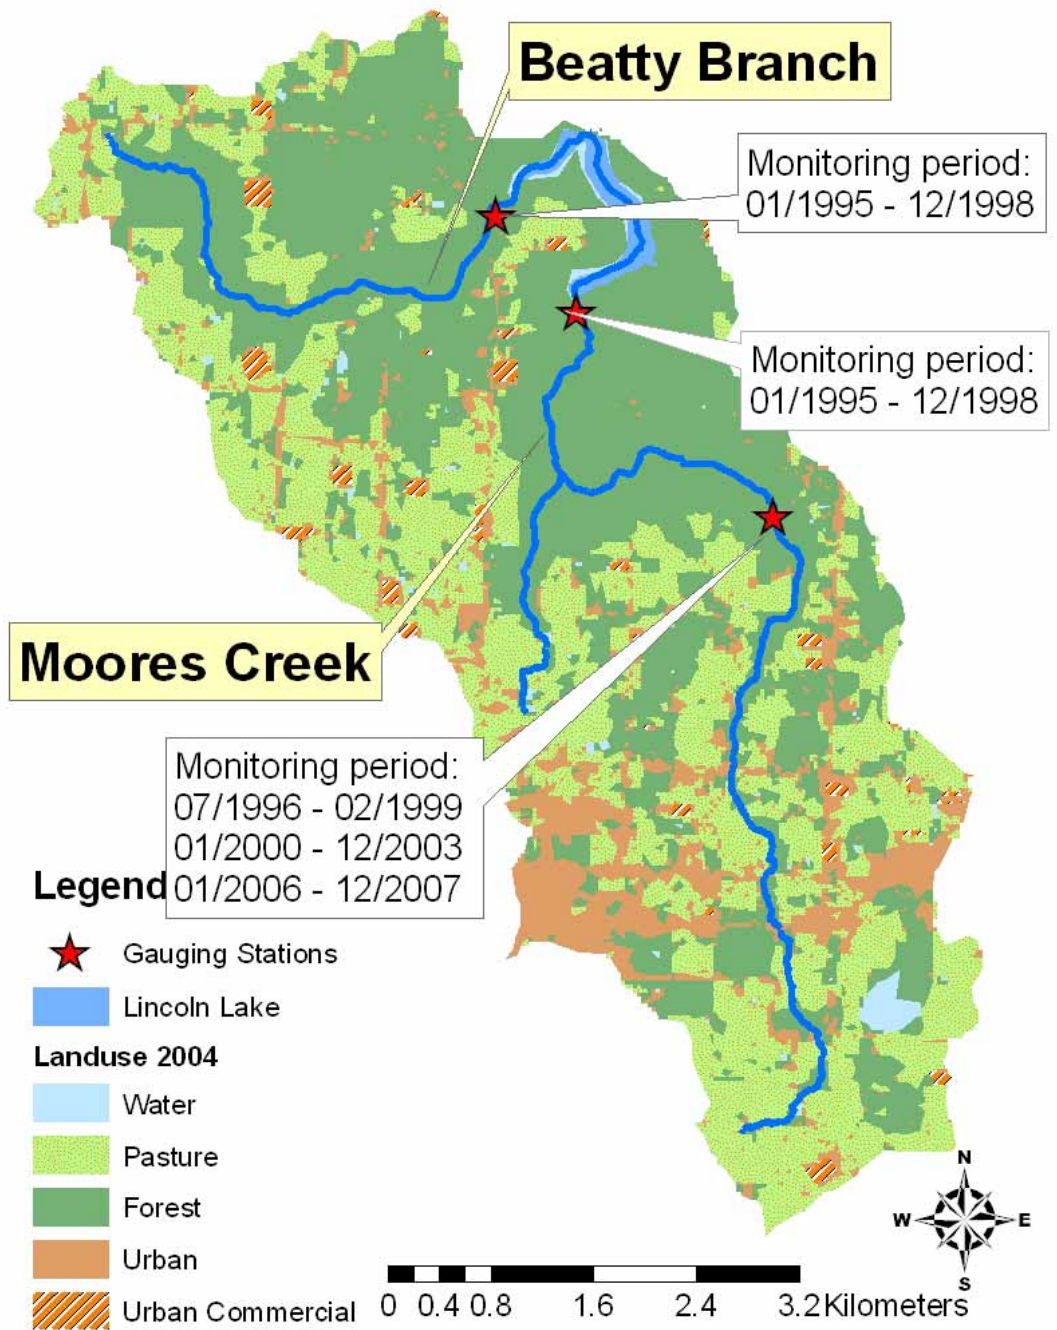 Beatty Branch
Monitoring period:
01/1995 - 12/1998
Monitoring period:
01/1995 - 12/1998
Moores Creek
Monitoring period:
07/1996 - 02/1999
01/2000 - 12/2003
01/2006 - 12/2007
Legend
Gauging Stations
Lincoln Lake
Landuse 2004
Water
Pasture
Forest
Urban
Urban Commercial
N
W E
S
0 0.4 0.8 1.6 2.4 3.2 Kilometers